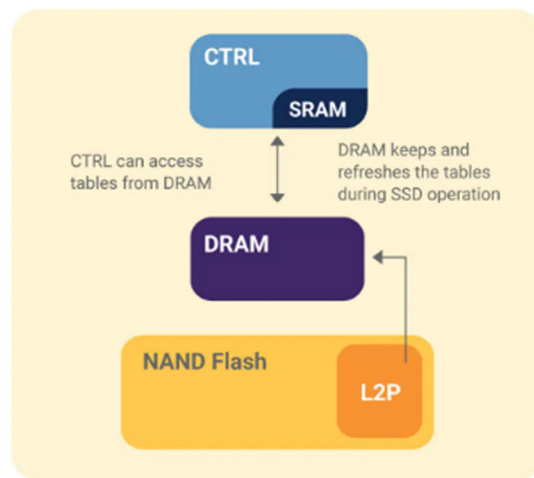 CTRL
SRAM
CTRL can access
tables from DRAM
DRAM keeps and
refreshes the tables
during SSD operation
DRAM
NAND Flash
L2P